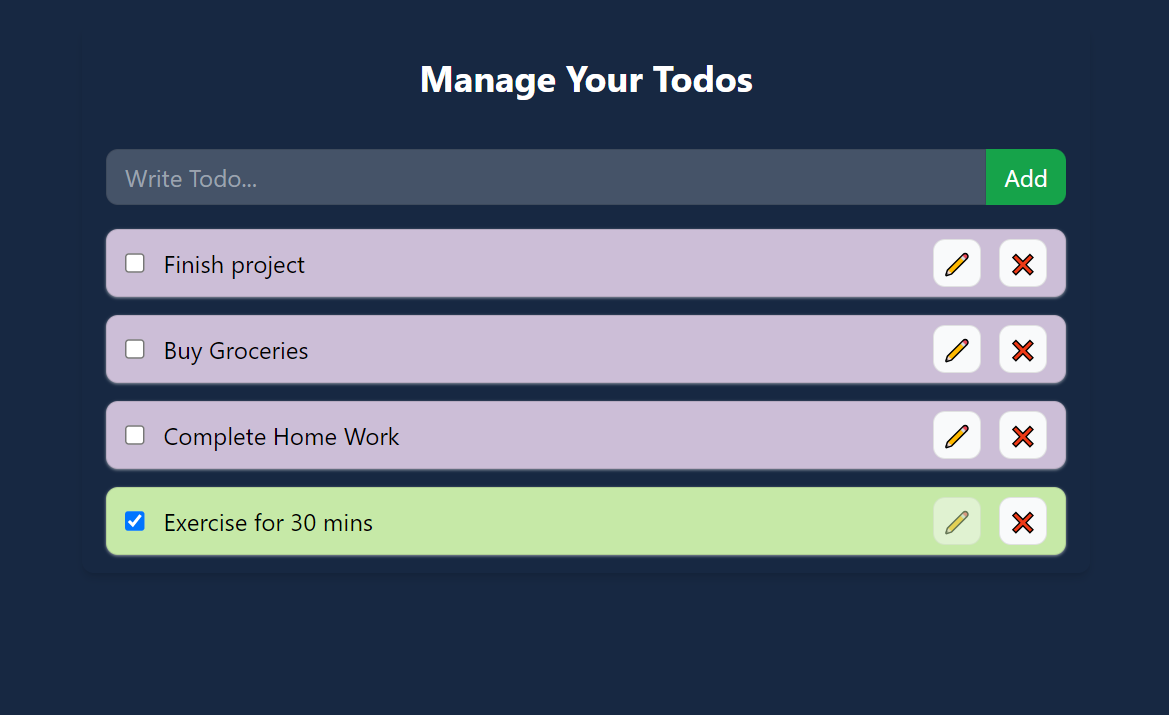 Manage Your Todos
Write Todo...
Add
Finish project
Buy Groceries
Complete Home Work
Exercise for 30 mins